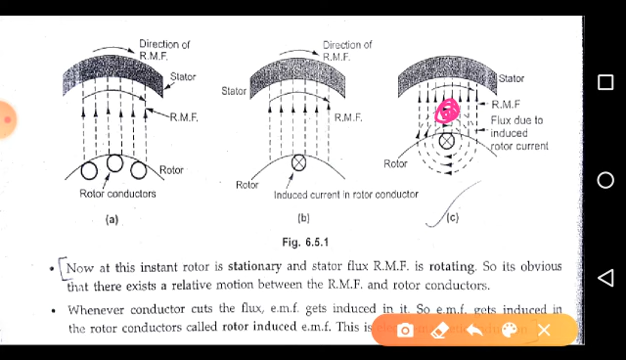 Direction of
R.M.F.
Stator
R.M.F.
Rotor
Rotor conductors
(a)
Direction of
R.M.F.
Stator
R.M.F.
Rotor
Induced current in rotor conductor
(b)
Stator
R.M.F
Flux due to
induced
rotor current
Rotor
(c)
Fig. 6.5.1
• Now at this instant rotor is stationary and stator flux R.M.F. is rotating. So its obvious
that there exists a relative motion between the R.M.F. and rotor conductors.
• Whenever conductor cuts the flux, e.m.f. gets induced in it. So e.m.f. gets induced in
the rotor conductors called rotor induced e.m.f. This is